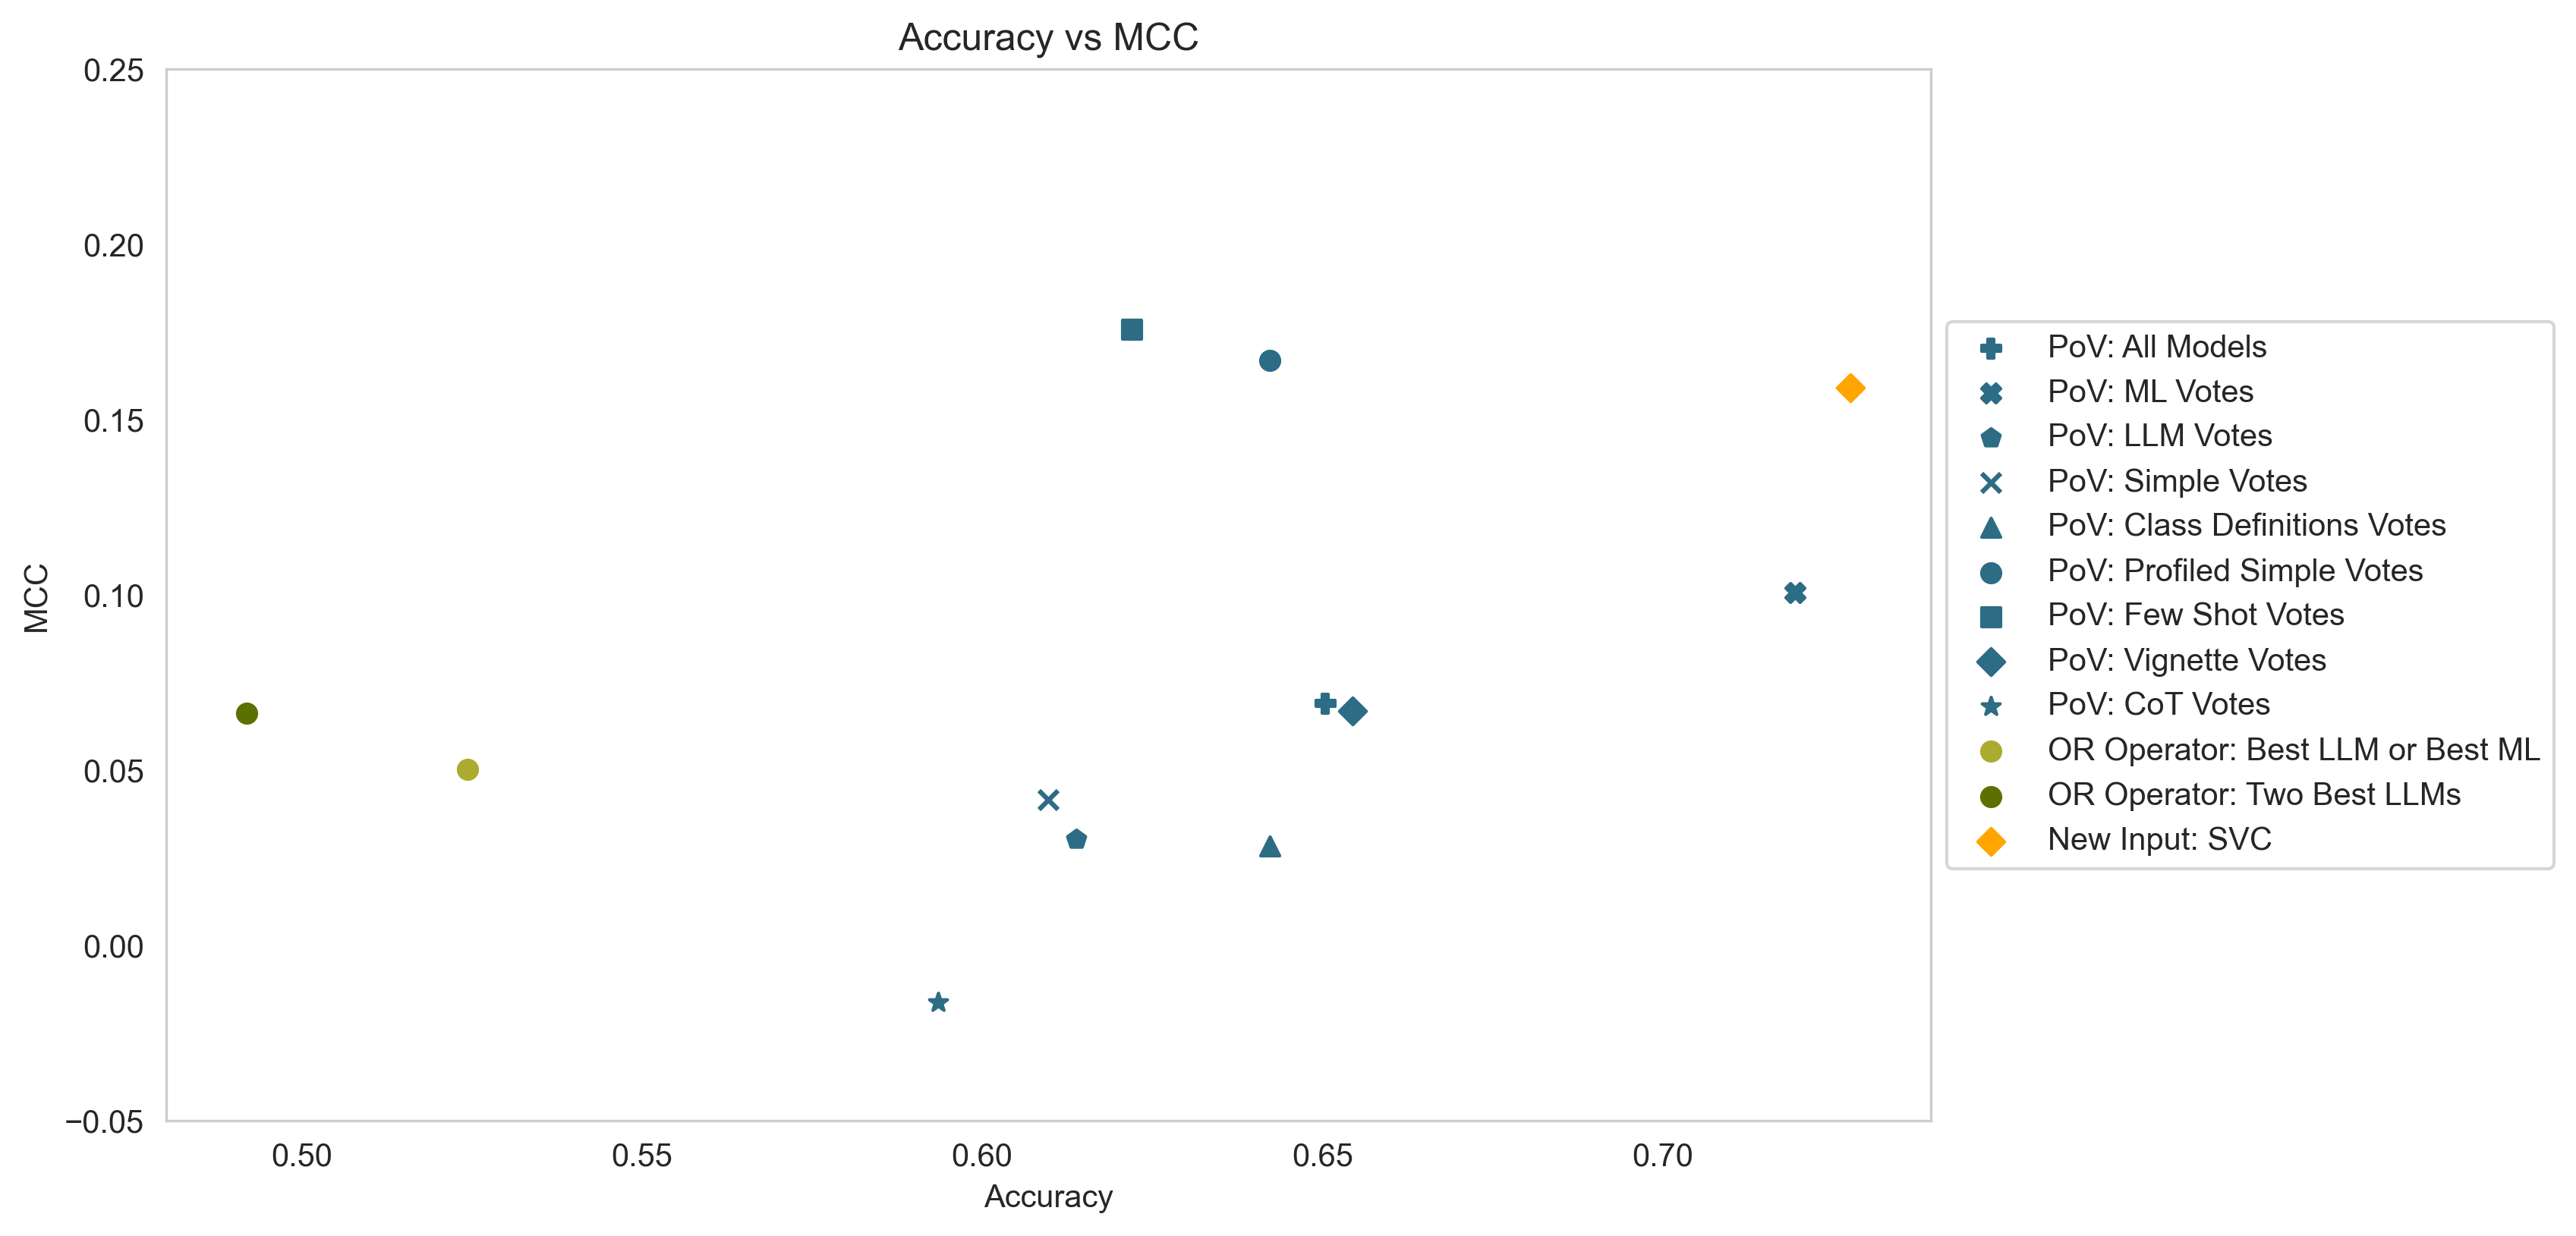 Accuracy vs MCC
0.25
0.20
0.15
0.10
0.05
0.00
−0.05
MCC
0.50 0.55 0.60 0.65 0.70
Accuracy
PoV: All Models
PoV: ML Votes
PoV: LLM Votes
PoV: Simple Votes
PoV: Class Definitions Votes
PoV: Profiled Simple Votes
PoV: Few Shot Votes
PoV: Vignette Votes
PoV: CoT Votes
OR Operator: Best LLM or Best ML
OR Operator: Two Best LLMs
New Input: SVC